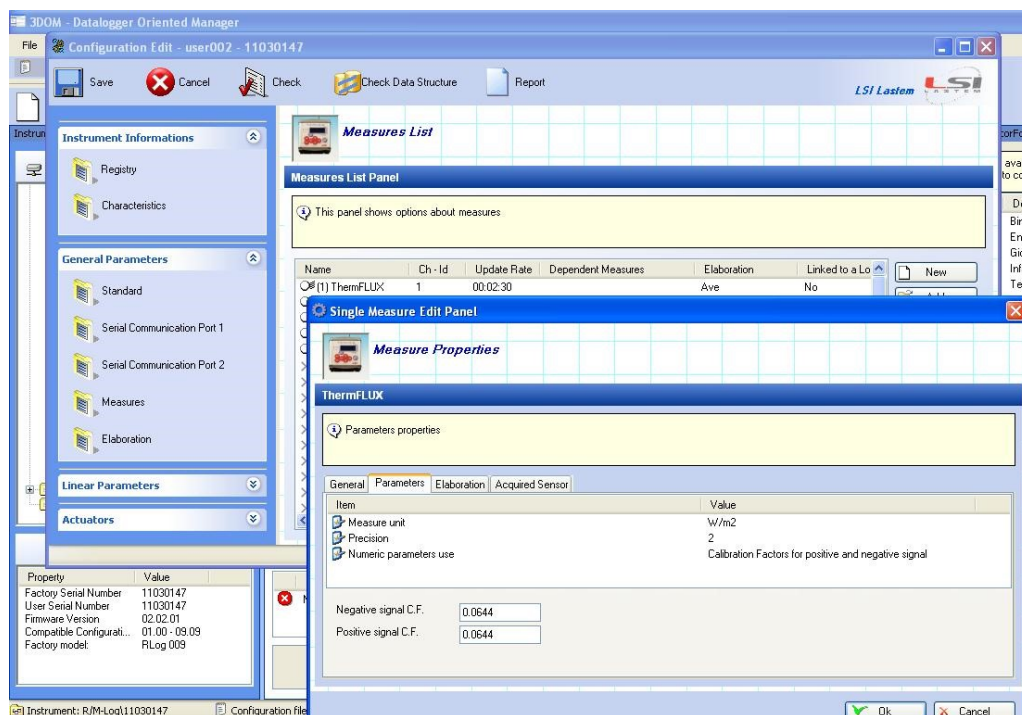 3DOM - Datalogger Oriented Manager
File
Configuration Edit - user002 - 11030147
Save
Cancel
Check
Check Data Structure
Report
LSI Lastem
LSI
LASTEM
Instrument Informations
Registry
Characteristics
General Parameters
Standard
Serial Communication Port 1
Serial Communication Port 2
Measures
Elaboration
Linear Parameters
Actuators
Measures List
Measures List Panel
This panel shows options about measures
Name Ch - Id Update Rate Dependent Measures Elaboration Linked to a Lo
(1) ThermFLUX 1 00:02:30 Ave No
New
Single Measure Edit Panel
Measure Properties
ThermFLUX
Parameters properties
General Parameters Elaboration Acquired Sensor
Item Value
Measure unit W/m2
Precision 2
Numeric parameters use Calibration Factors for positive and negative signal
Negative signal C.F. 0.0644
Positive signal C.F. 0.0644
Ok
Cancel
Property Value
Factory Serial Number 11030147
User Serial Number 11030147
Firmware Version 02.02.01
Compatible Configurati... 01.00 - 09.09
Factory model: RLog 009
Instrument: R/M-Log\11030147
Configuration file